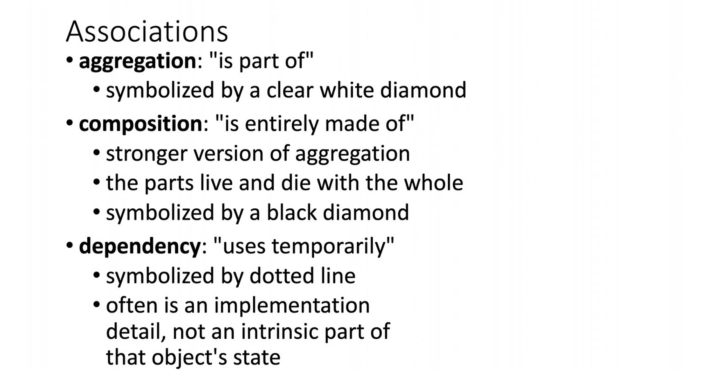 Associations
• aggregation: "is part of"
• symbolized by a clear white diamond
• composition: "is entirely made of"
• stronger version of aggregation
• the parts live and die with the whole
• symbolized by a black diamond
• dependency: "uses temporarily"
• symbolized by dotted line
• often is an implementation
detail, not an intrinsic part of
that object's state